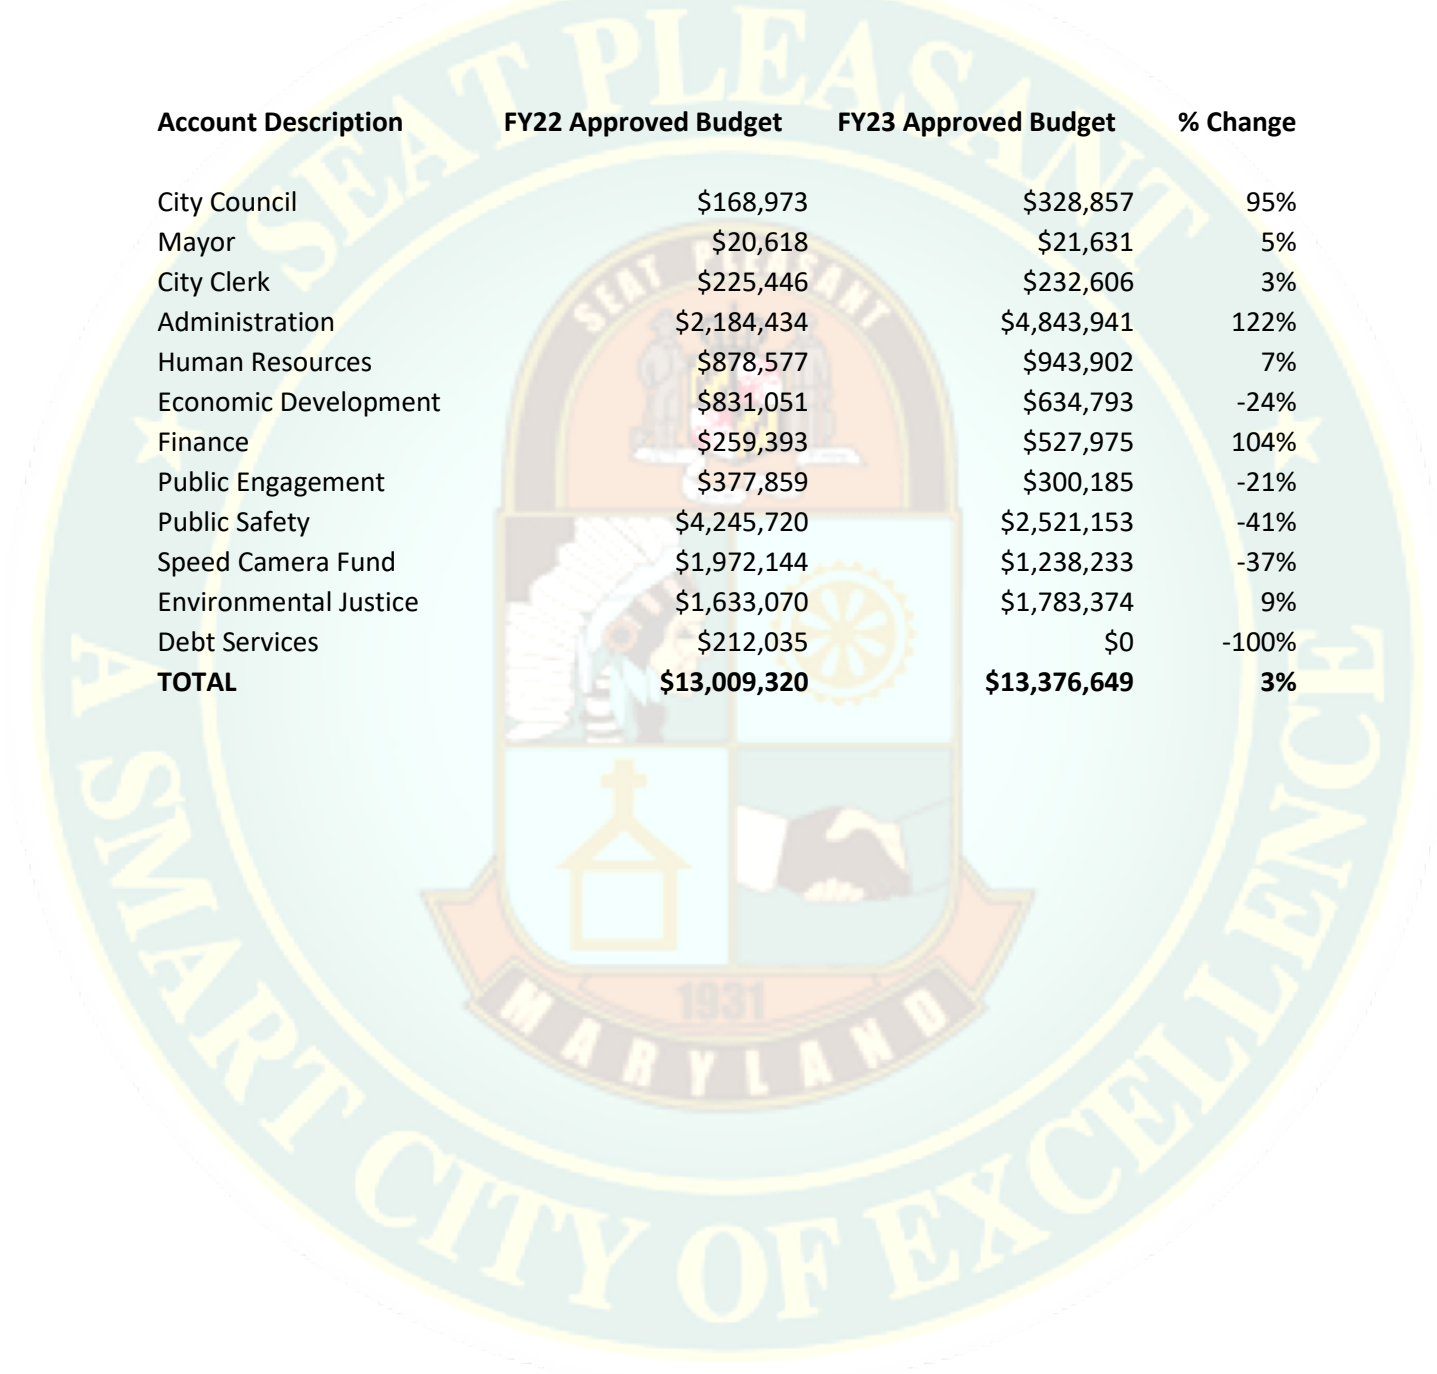 SEAT PLEASANT
Account Description FY22 Approved Budget FY23 Approved Budget % Change
City Council $168,973 $328,857 95%
Mayor $20,618 $21,631 5%
City Clerk $225,446 $232,606 3%
Administration $2,184,434 $4,843,941 122%
Human Resources $878,577 $943,902 7%
Economic Development $831,051 $634,793 -24%
Finance $259,393 $527,975 104%
Public Engagement $377,859 $300,185 -21%
Public Safety $4,245,720 $2,521,153 -41%
Speed Camera Fund $1,972,144 $1,238,233 -37%
Environmental Justice $1,633,070 $1,783,374 9%
Debt Services $212,035 $0 -100%
TOTAL $13,009,320 $13,376,649 3%
SEAT PLEASANT
1931
MARYLAND
A SMART CITY OF EXCELLENCE